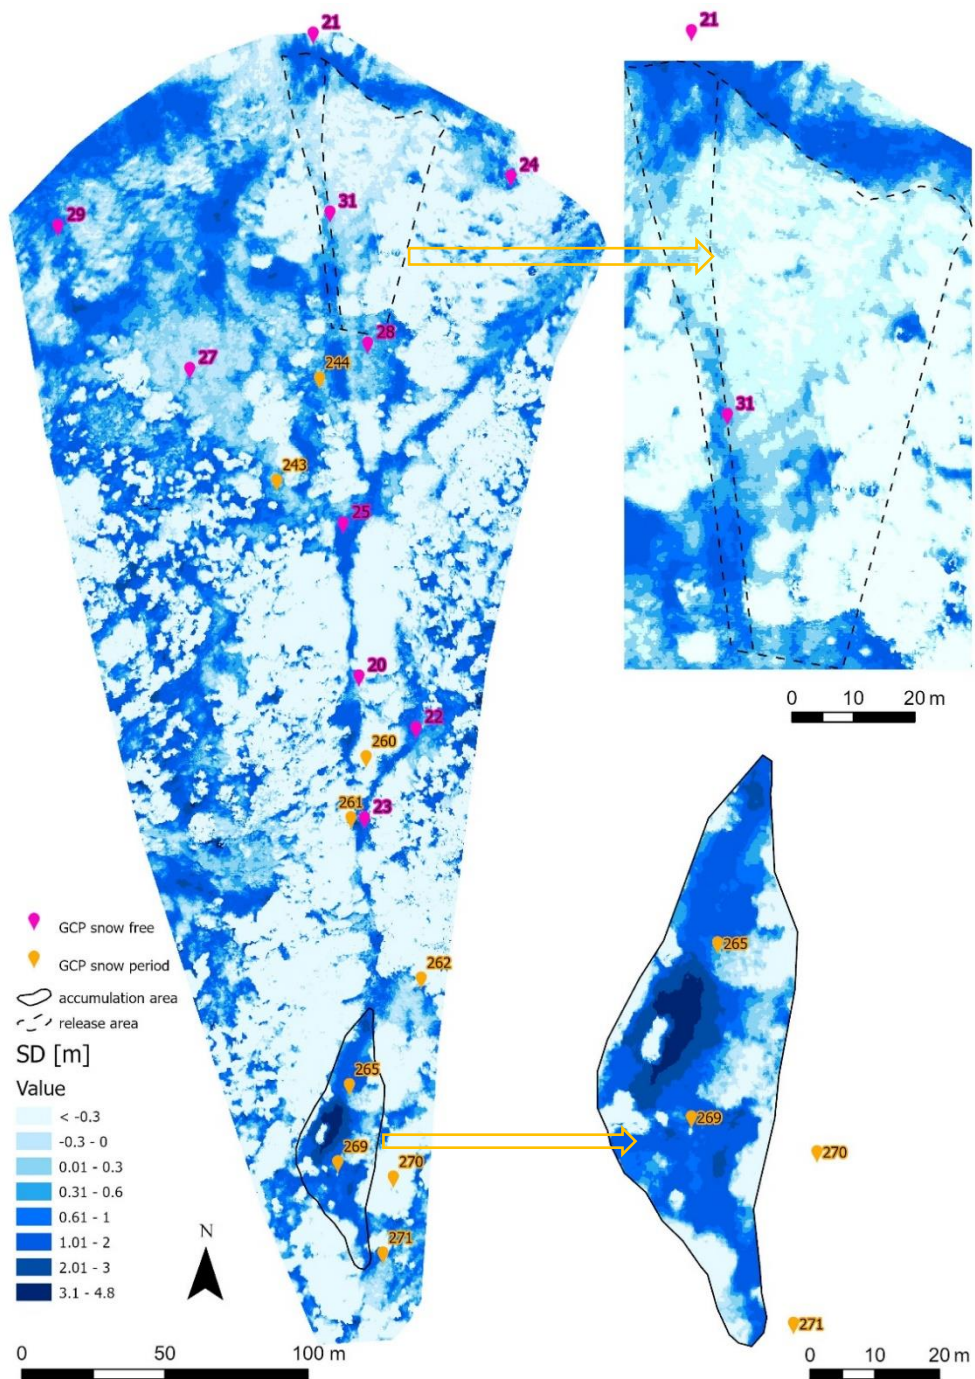 21
24
29
31
28
27
244
243
25
20
22
260
261
23
262
265
269
270
271
GCP snow free
GCP snow period
accumulation area
release area
SD [m]
Value
< -0.3
-0.3 - 0
0.01 - 0.3
0.31 - 0.6
0.61 - 1
1.01 - 2
2.01 - 3
3.1 - 4.8
N
0 50 100 m
21
31
0 10 20 m
265
269
270
271
0 10 20 m